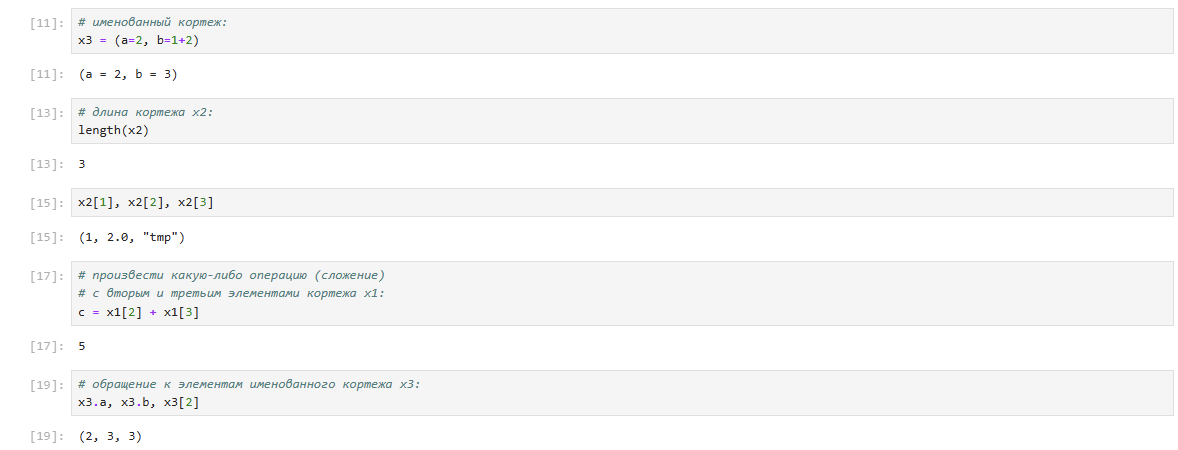 [11]: # именованный кортеж:
x3 = (a=2, b=1+2)
[11]: (a = 2, b = 3)
[13]: # длина кортежа x2:
length(x2)
[13]: 3
[15]: x2[1], x2[2], x2[3]
[15]: (1, 2.0, "tmp")
[17]: # произвести какую-либо операцию (сложение)
# с вторым и третьим элементами кортежа x1:
c = x1[2] + x1[3]
[17]: 5
[19]: # обращение к элементам именованного кортежа x3:
x3.a, x3.b, x3[2]
[19]: (2, 3, 3)